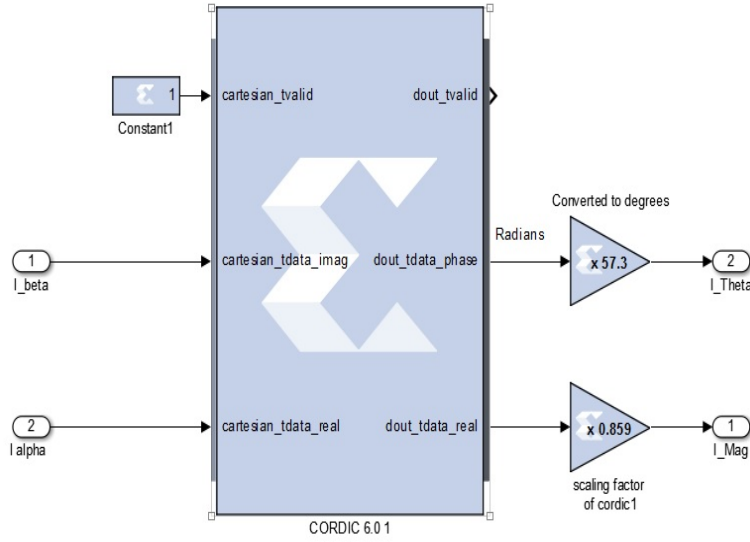 1
cartesian_tvalid
dout_tvalid
Constant1
Converted to degrees
Radians
1
cartesian_tdata_imag
dout_tdata_phase
x 57.3
2
I_beta
I_Theta
2
cartesian_tdata_real
dout_tdata_real
x 0.859
1
I alpha
I_Mag
scaling factor
of cordic1
CORDIC 6.0 1